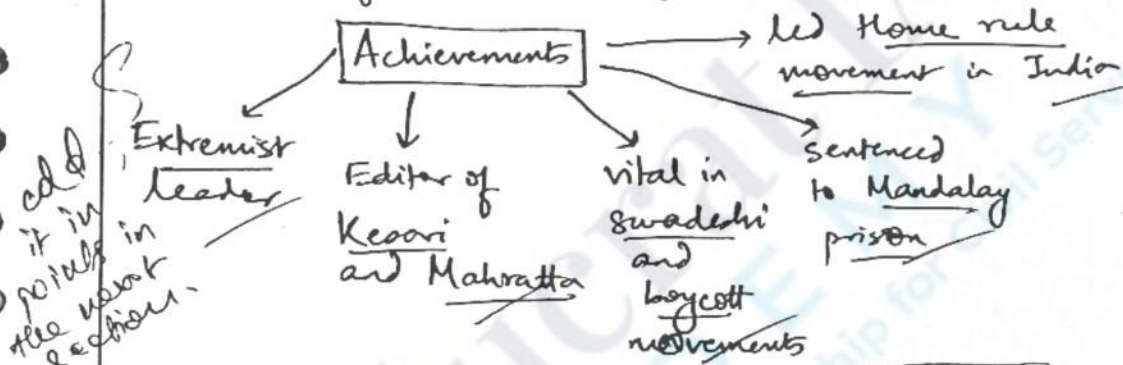 Achievements
led Home rule
movement in India
Extremist
leader
Editor of
Kesari
and Mahratta
vital in
swadeshi
and
boycott
movements
sentenced
to Mandalay
prison
add
it in
points in
the next
section.